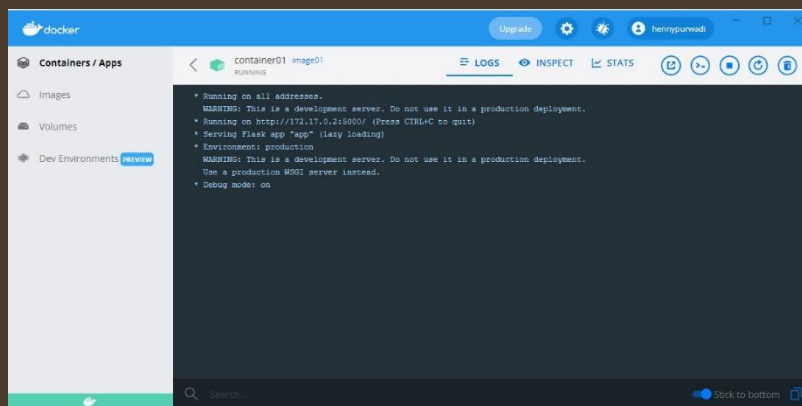 docker
Upgrade
hennypurwadi
Containers / Apps
Images
Volumes
Dev Environments PREVIEW
container01 image01
RUNNING
LOGS
INSPECT
STATS
* Running on all addresses.
WARNING: This is a development server. Do not use it in a production deployment.
* Running on http://172.17.0.2:5000/ (Press CTRL+C to quit)
* Serving Flask app "app" (lazy loading)
* Environment: production
WARNING: This is a development server. Do not use it in a production deployment.
Use a production WSGI server instead.
* Debug mode: on
Search...
Stick to bottom